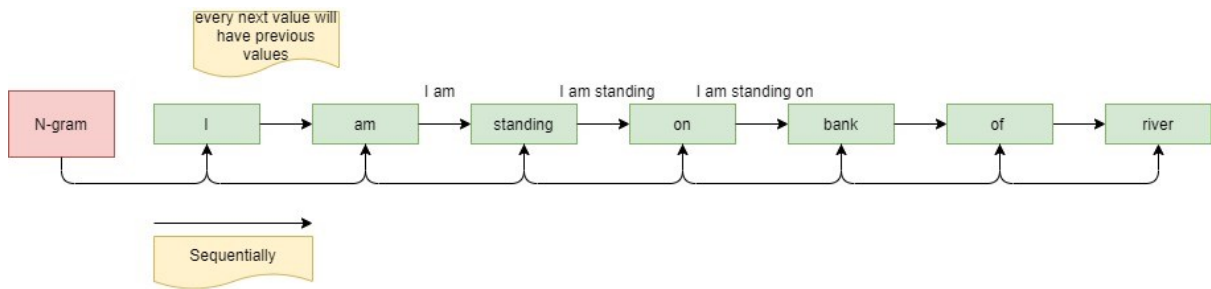 every next value will
have previous
values
I am
I am standing
I am standing on
N-gram
I
am
standing
on
bank
of
river
Sequentially